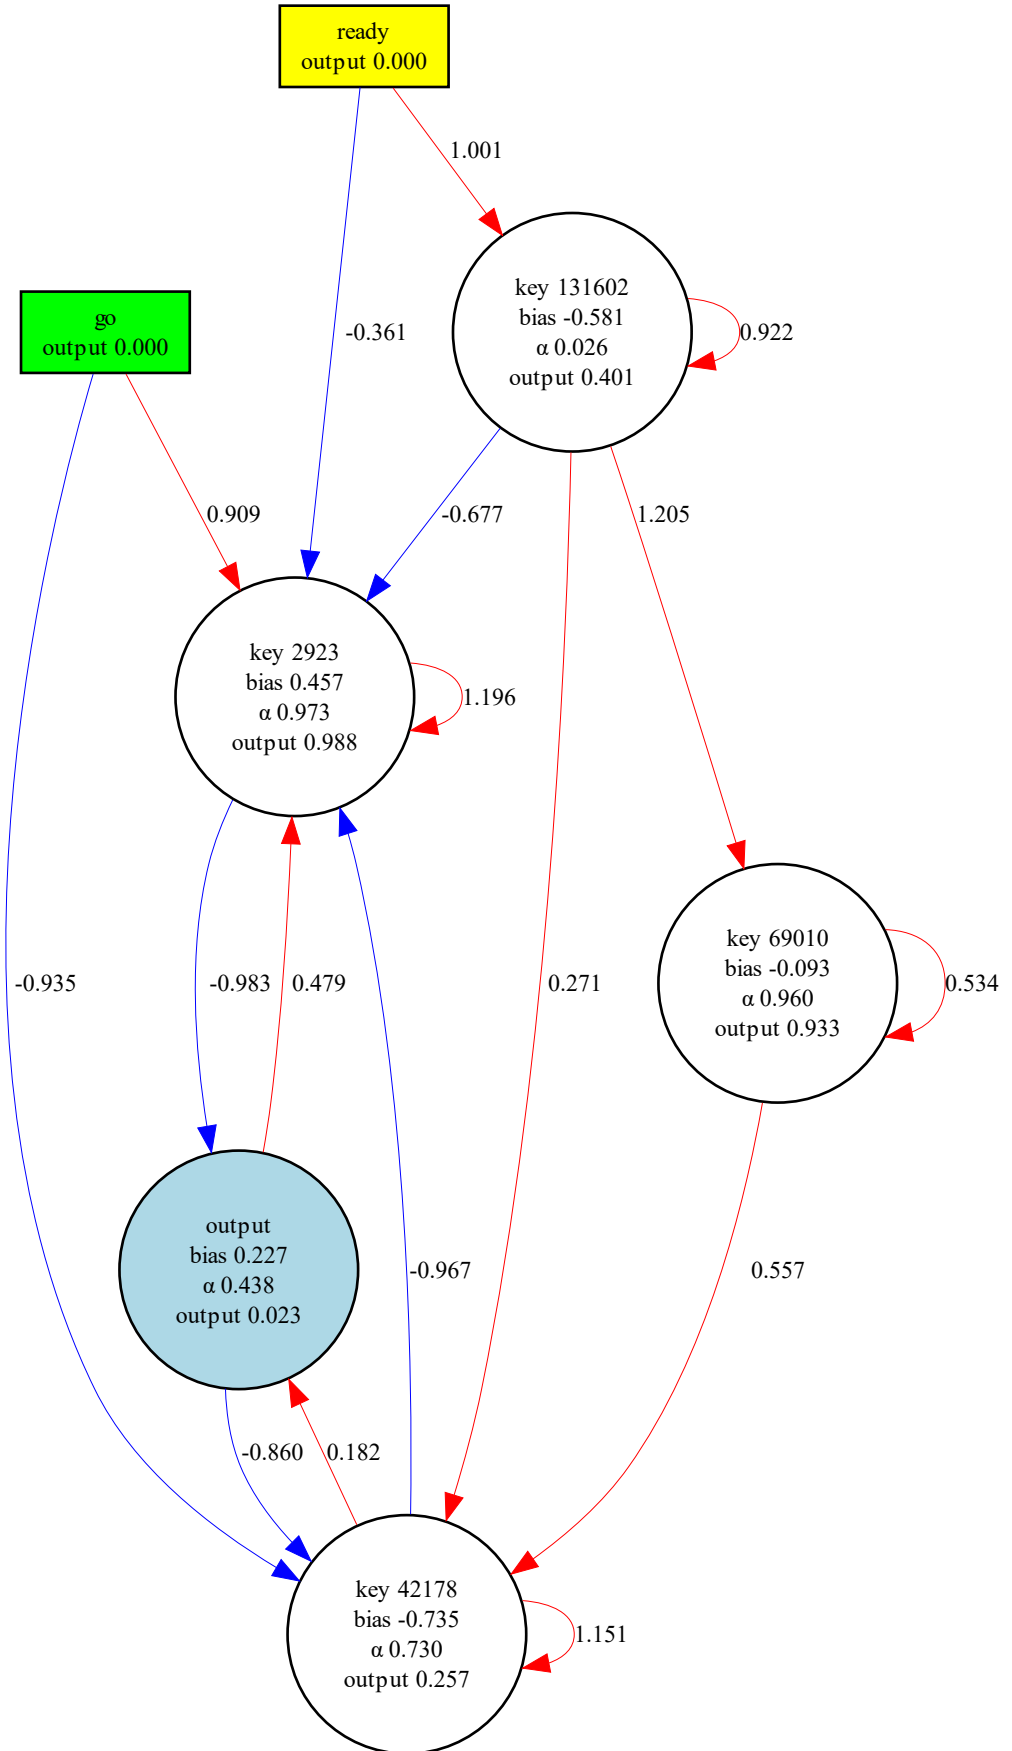 ready
output 0.000
1.001
go
output 0.000
-0.361
key 131602
bias -0.581
α 0.026
output 0.401
0.922
0.909
-0.677
1.205
key 2923
bias 0.457
α 0.973
output 0.988
1.196
-0.935
-0.983
0.479
0.271
key 69010
bias -0.093
α 0.960
output 0.933
0.534
output
bias 0.227
α 0.438
output 0.023
-0.967
0.557
-0.860
0.182
key 42178
bias -0.735
α 0.730
output 0.257
1.151